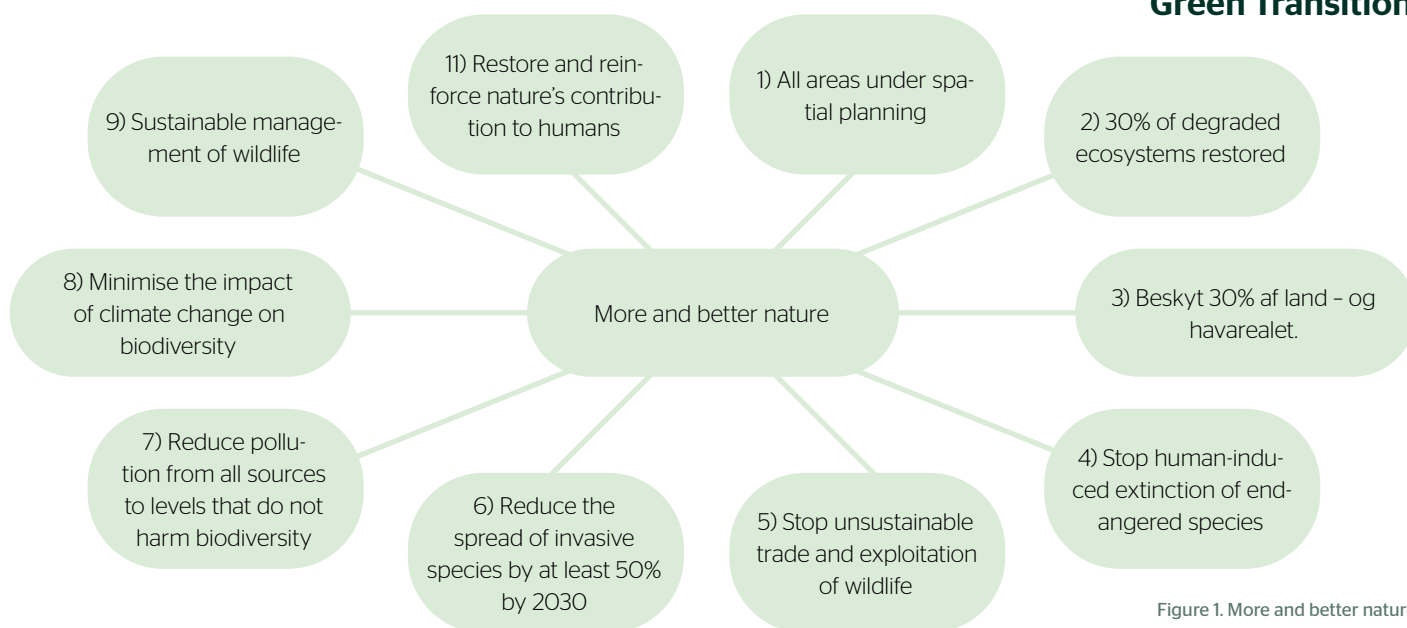 Green Transition
11) Restore and rein-
force nature's contribu-
tion to humans
1) All areas under spa-
tial planning
9) Sustainable manage-
ment of wildlife
2) 30% of degraded
ecosystems restored
8) Minimise the impact
of climate change on
biodiversity
More and better nature
3) Beskyt 30% af land – og
havarealet.
7) Reduce pollu-
tion from all sources
to levels that do not
harm biodiversity
6) Reduce the
spread of invasive
species by at least 50%
by 2030
5) Stop unsustainable
trade and exploitation
of wildlife
4) Stop human-indu-
ced extinction of end-
angered species
Figure 1. More and better natur